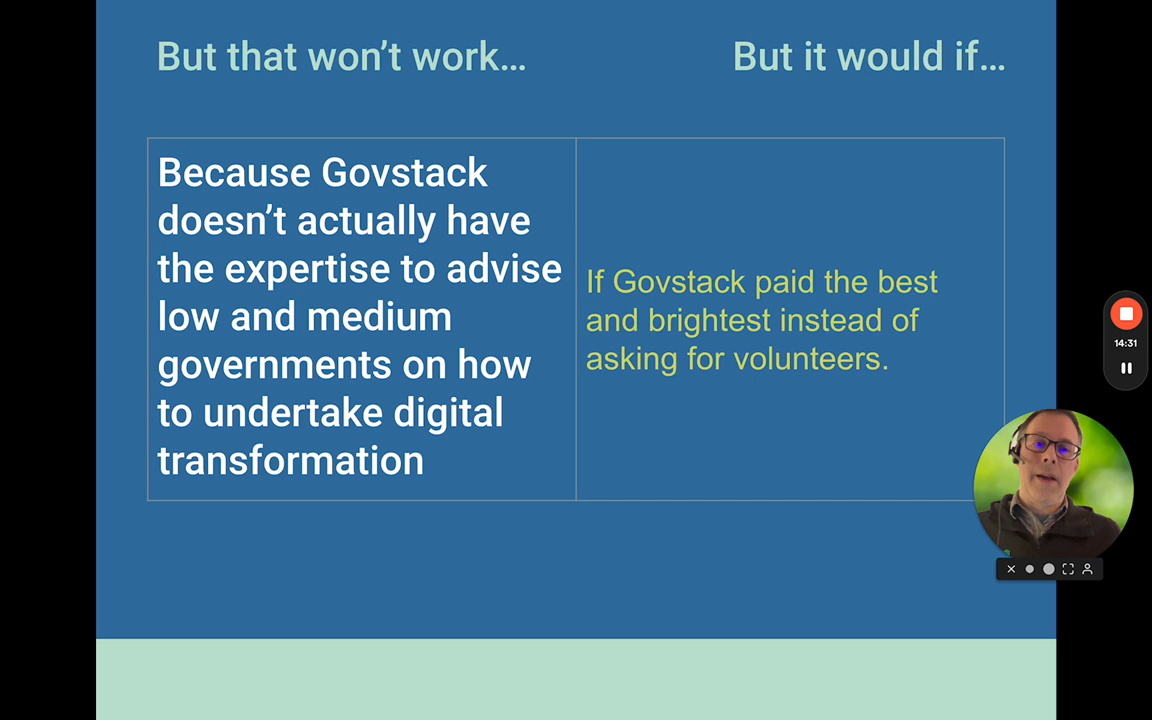 But that won’t work...
But it would if...
Because Govstack
doesn’t actually have
the expertise to advise
low and medium
governments on how
to undertake digital
transformation
If Govstack paid the best
and brightest instead of
asking for volunteers.
14:31